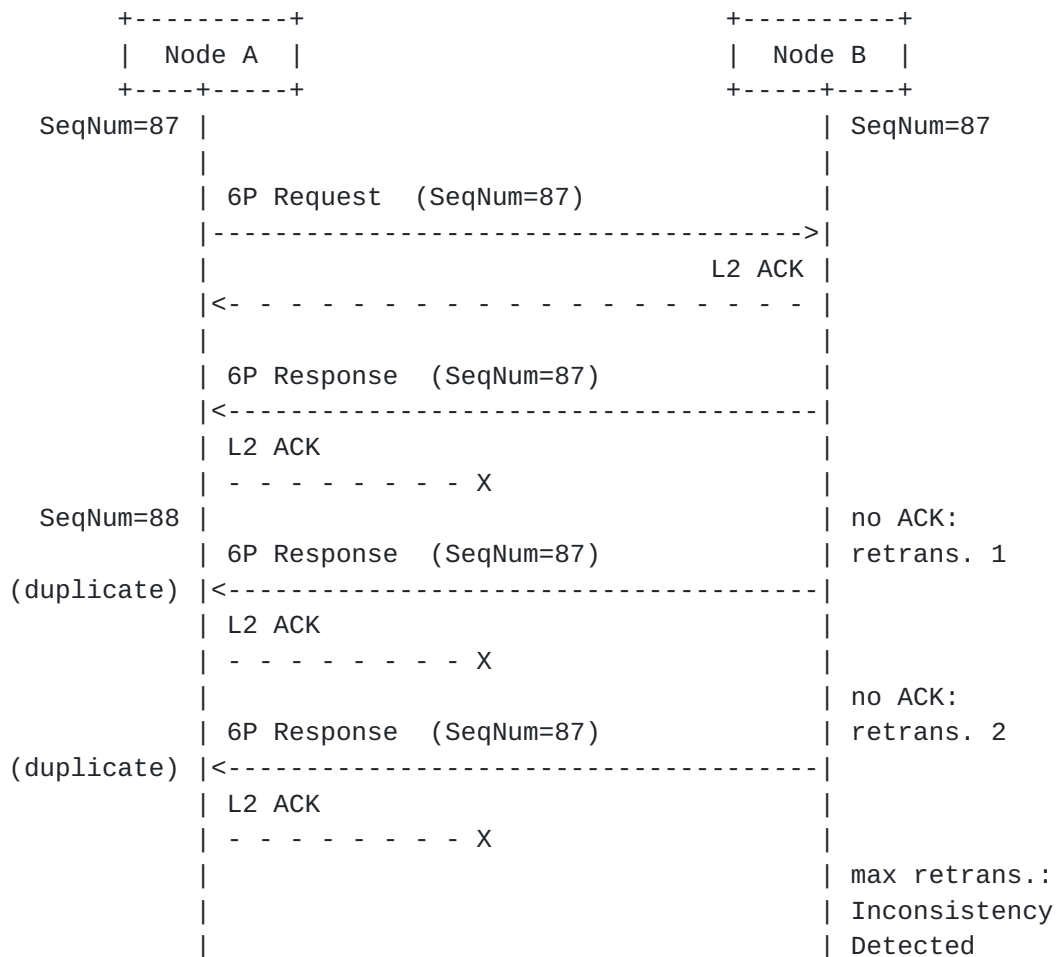 +----------+                           +----------+
|  Node A  |                           |  Node B  |
+----+-----+                           +-----+----+
SeqNum=87 |                                       | SeqNum=87
|                                       |
| 6P Request  (SeqNum=87)               |
|-------------------------------------->|
|                                L2 ACK |
|<- - - - - - - - - - - - - - - - - - - |
|                                       |
| 6P Response  (SeqNum=87)              |
|<--------------------------------------|
| L2 ACK                                |
| - - - - - - - - X                     |
SeqNum=88 |                                       | no ACK:
| 6P Response  (SeqNum=87)              | retrans. 1
(duplicate) |<--------------------------------------|
| L2 ACK                                |
| - - - - - - - - X                     |
|                                       | no ACK:
| 6P Response  (SeqNum=87)              | retrans. 2
(duplicate) |<--------------------------------------|
| L2 ACK                                |
| - - - - - - - - X                     |
|                                       | max retrans.:
|                                       | Inconsistency
|                                       | Detected